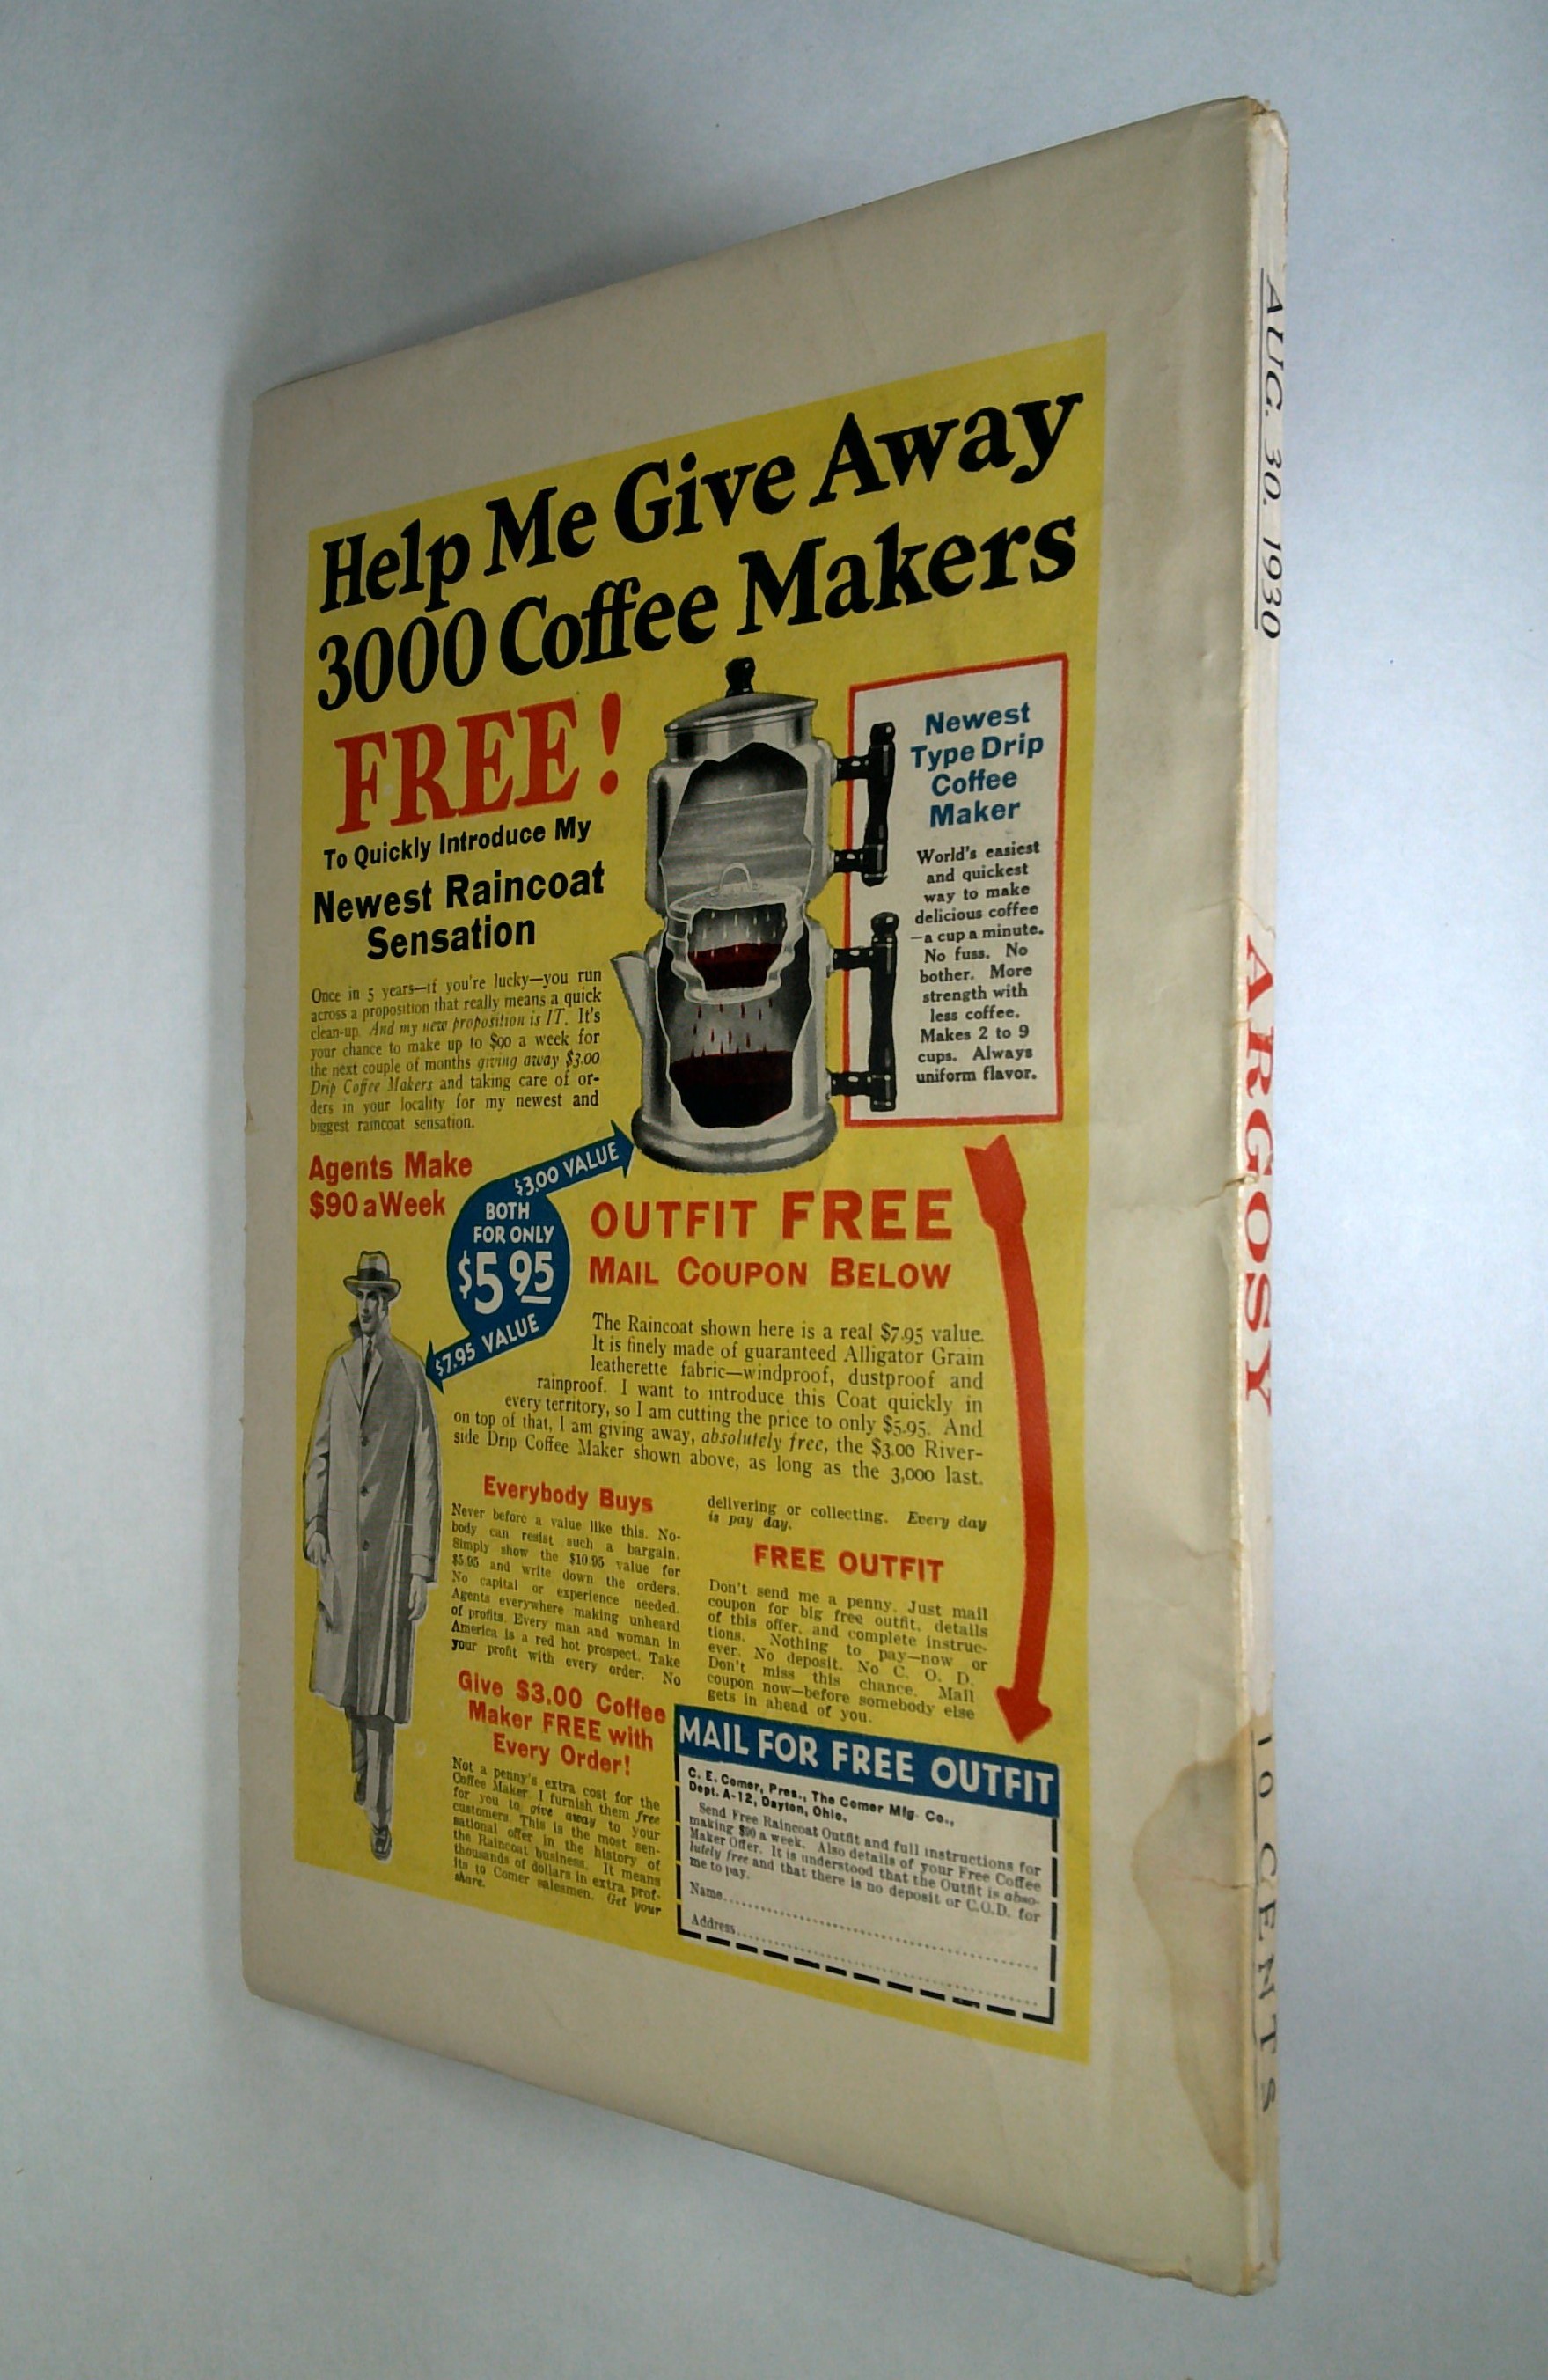 Help Me Give Away
3000 Coffee Makers
FREE!
To Quickly Introduce My
Newest Raincoat
Sensation
Once in 5 years—if you're lucky—you run
across a proposition that really means a quick
clean-up. And my new proposition is IT. It's
your chance to make up to $90 a week for
the next couple of months giving away $3.00
Drip Coffee Makers and taking care of or-
ders in your locality for my newest and
biggest raincoat sensation.
Newest
Type Drip
Coffee
Maker
World's easiest
and quickest
way to make
delicious coffee
—a cup a minute.
No fuss. No
bother. More
strength with
less coffee.
Makes 2 to 9
cups. Always
uniform flavor.
Agents Make
$90 a Week
$3.00 VALUE
BOTH
FOR ONLY
$5.95
$7.95 VALUE
OUTFIT FREE
MAIL COUPON BELOW
The Raincoat shown here is a real $7.95 value.
It is finely made of guaranteed Alligator Grain
leatherette fabric—windproof, dustproof and
rainproof. I want to introduce this Coat quickly in
every territory, so I am cutting the price to only $5.95. And
on top of that, I am giving away, absolutely free, the $3.00 River-
side Drip Coffee Maker shown above, as long as the 3,000 last.
Everybody Buys
Never before a value like this. No-
body can resist such a bargain.
Simply show the $10.95 value for
$5.95 and write down the orders.
No capital or experience needed.
Agents everywhere making unheard
of profits. Every man and woman in
America is a red hot prospect. Take
your profit with every order. No
delivering or collecting. Every day
is pay day.
Give $3.00 Coffee
Maker FREE with
Every Order!
Not a penny's extra cost for the
Coffee Maker. I furnish them free
for you to give away to your
customers. This is the most sen-
sational offer in the history of
the Raincoat business. It means
thousands of dollars in extra prof-
its to Comer salesmen. Get your
share.
FREE OUTFIT
Don't send me a penny. Just mail
coupon for big free outfit, details
of this offer, and complete instruc-
tions. Nothing to pay—now or
ever. No deposit. No C. O. D.
Don't miss this chance. Mail
coupon now—before somebody else
gets in ahead of you.
MAIL FOR FREE OUTFIT
C. E. Comer, Pres., The Comer Mfg. Co.,
Dept. A-12, Dayton, Ohio.
Send Free Raincoat Outfit and full instructions for
making $90 a week. Also details of your Free Coffee
Maker Offer. It is understood that the Outfit is abso-
lutely free and that there is no deposit or C.O.D. for
me to pay.
Name
Address
AUG. 30. 1930
ARGOSY
10 CENTS